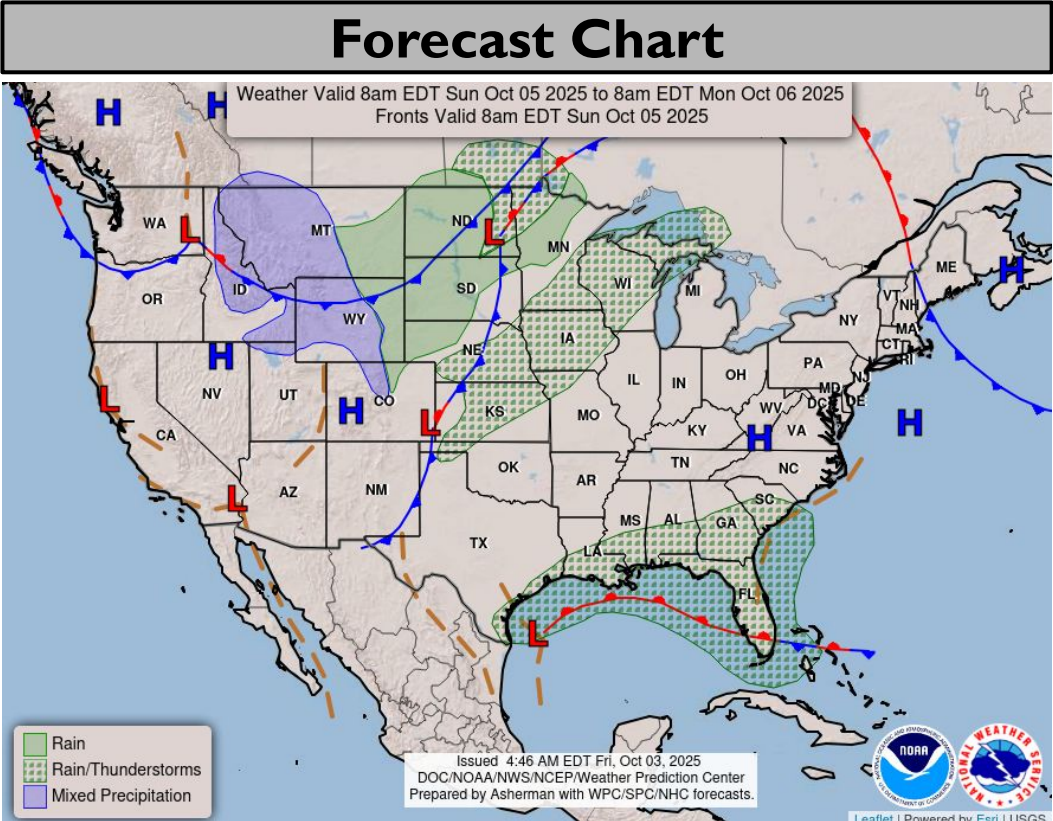 Forecast Chart
Weather Valid 8am EDT Sun Oct 05 2025 to 8am EDT Mon Oct 06 2025
Fronts Valid 8am EDT Sun Oct 05 2025
H
H
WA
L
MT
ND
L
MN
ME
H
OR
ID
SD
WI
MI
VT
NH
WY
NY
MA
CT
RI
H
NE
IA
PA
NJ
NV
UT
CO
IL
IN
OH
MD
DE
DC
L
H
L
KS
MO
WV
VA
H
CA
KY
H
TN
NC
OK
AR
L
AZ
NM
SC
MS
AL
GA
TX
LA
FL
L
Rain
Rain/Thunderstorms
Mixed Precipitation
Issued 4:46 AM EDT Fri, Oct 03, 2025
DOC/NOAA/NWS/NCEP/Weather Prediction Center
Prepared by Asherman with WPC/SPC/NHC forecasts.
NOAA
NATIONAL WEATHER SERVICE
Leaflet | Powered by Esri | USGS